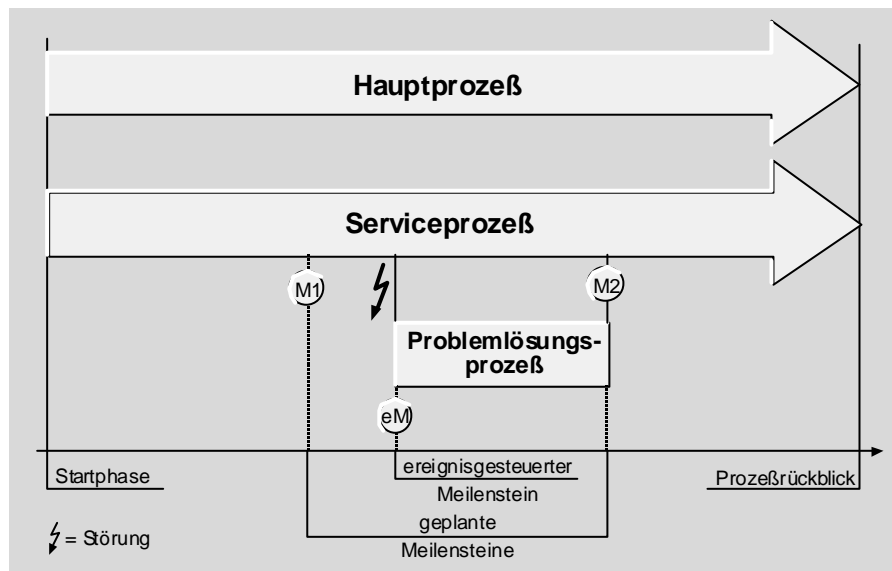 Hauptprozeß
Serviceprozeß
M1
M2
Problemlösungs-
prozeß
eM
Startphase
ereignisgesteuerter
Meilenstein
Prozeßrückblick
geplante
Meilensteine
= Störung